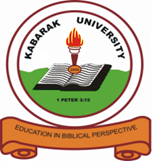 KABARAK UNIVERSITY
1 PETER 3:15
EDUCATION IN BIBLICAL PERSPECTIVE